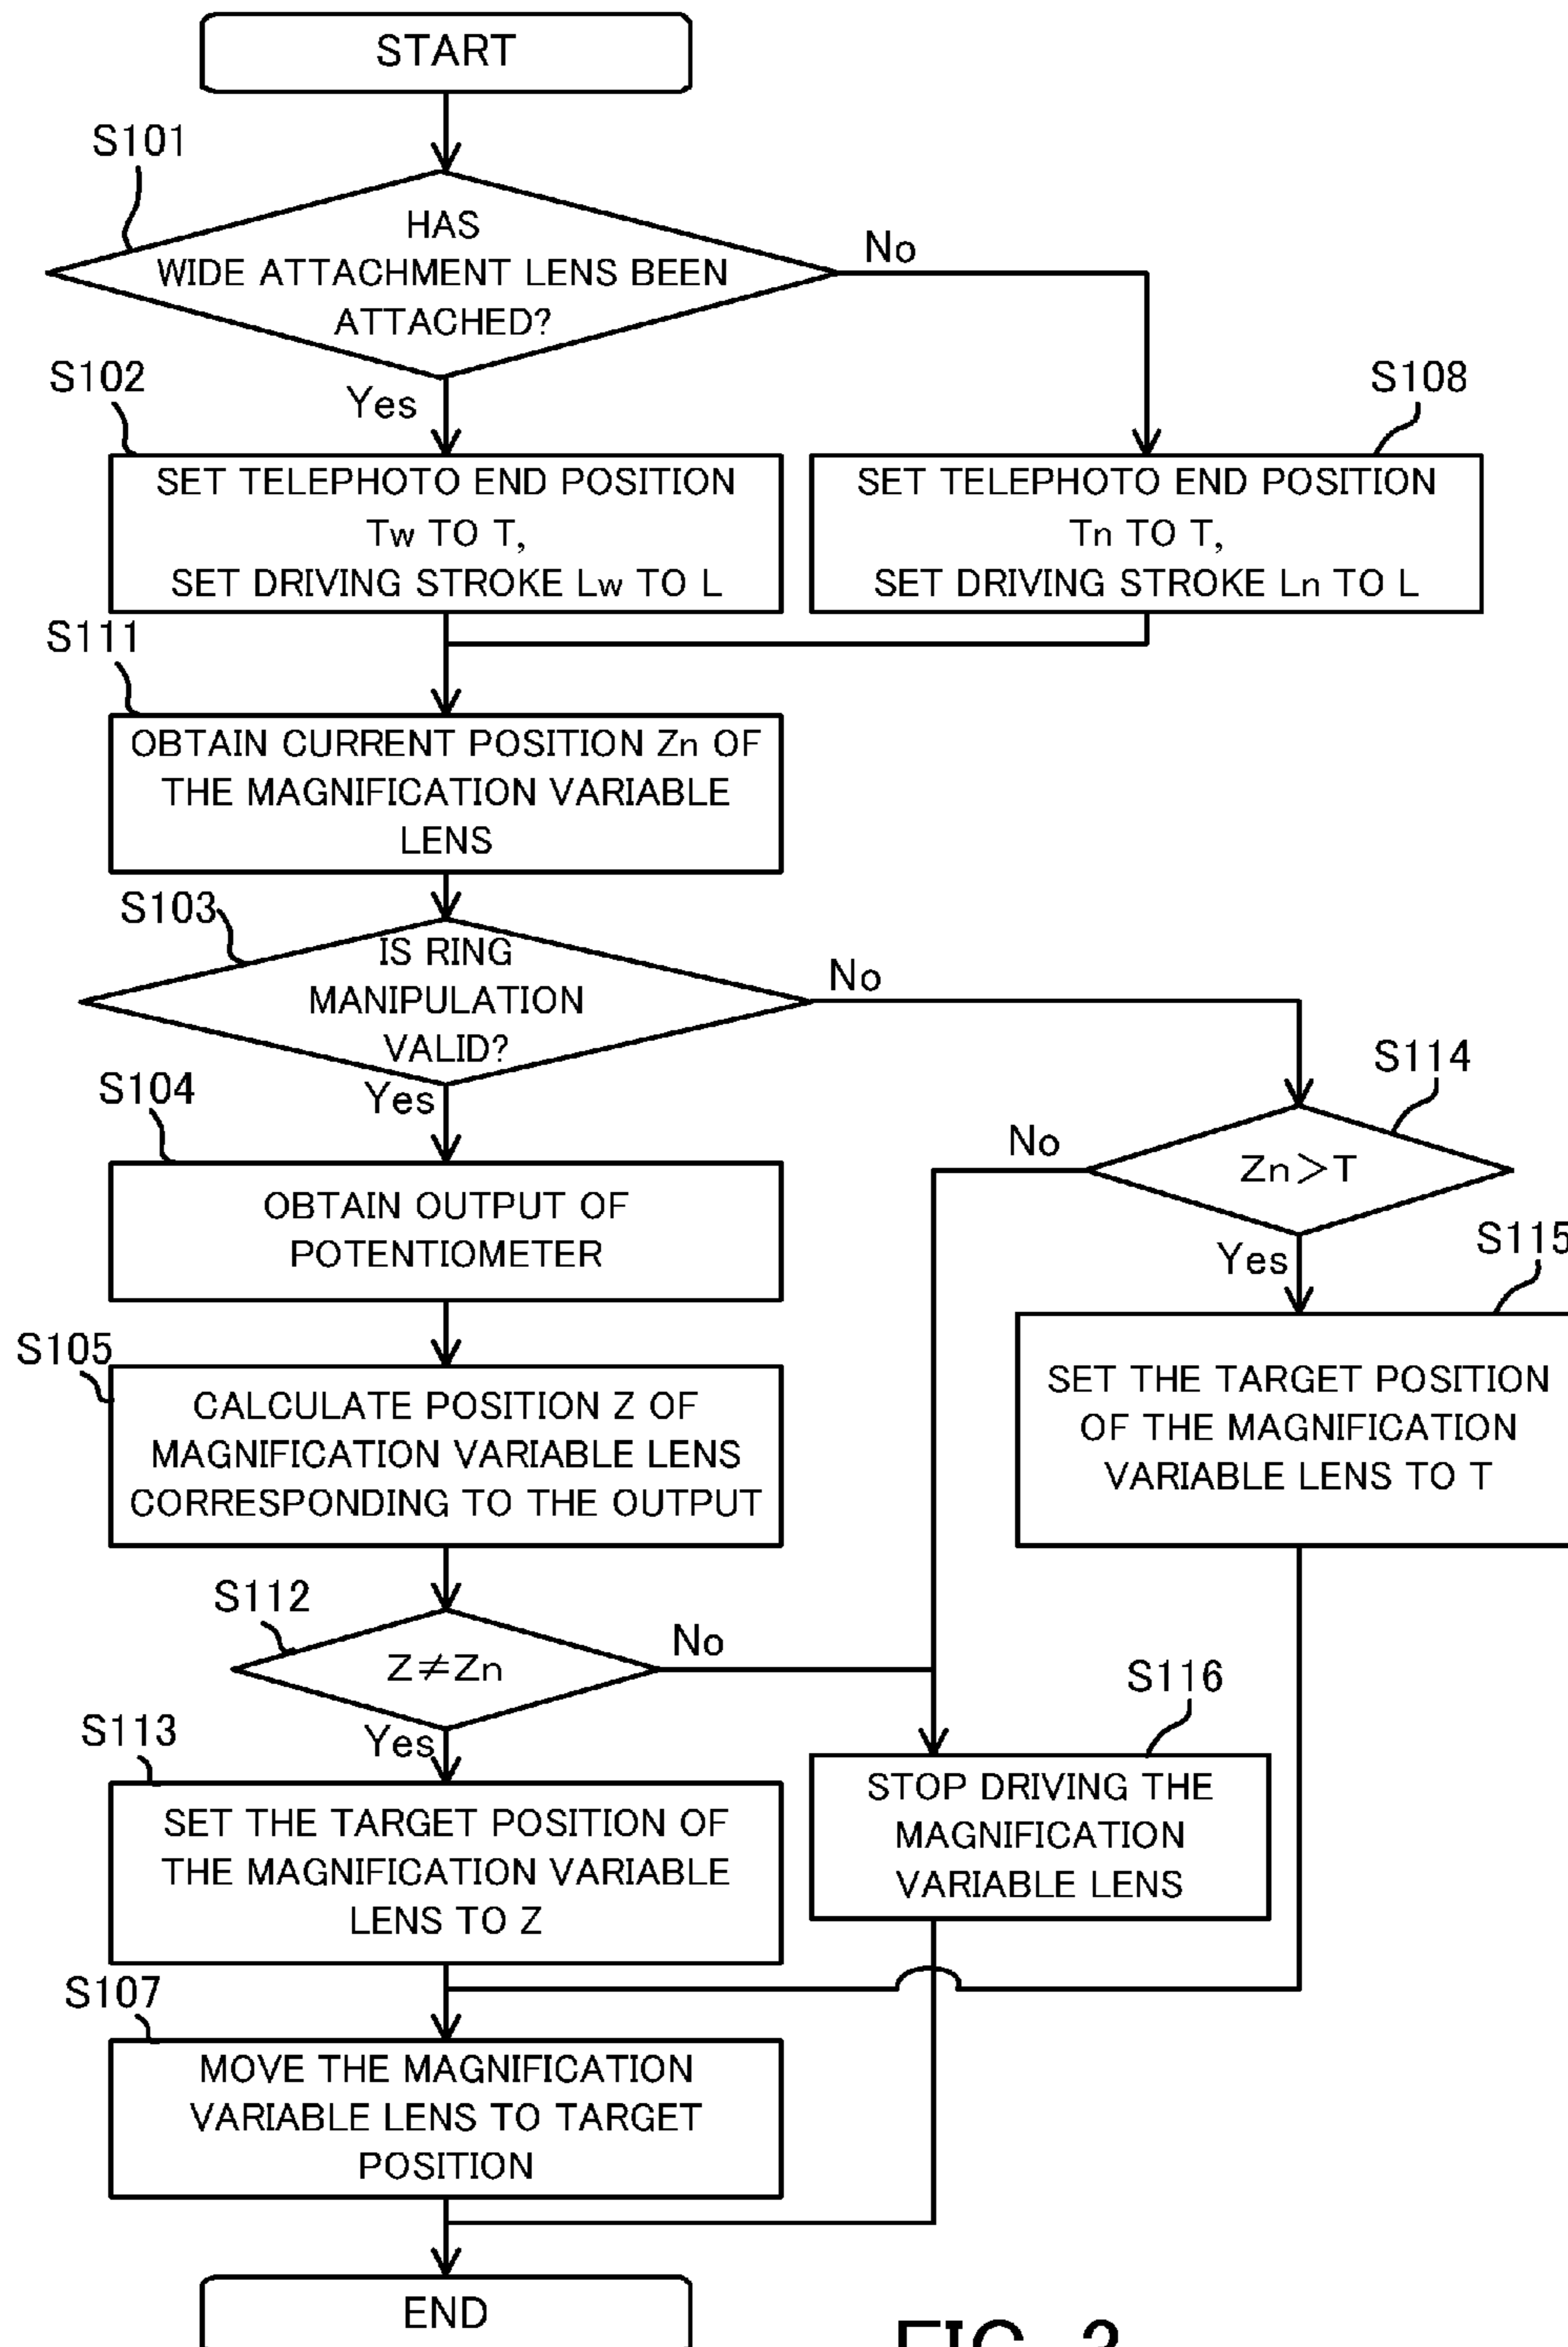 START
S101
HAS
WIDE ATTACHMENT LENS BEEN
ATTACHED?
No
Yes
S102
SET TELEPHOTO END POSITION
Tw TO T,
SET DRIVING STROKE Lw TO L
S108
SET TELEPHOTO END POSITION
Tn TO T,
SET DRIVING STROKE Ln TO L
S111
OBTAIN CURRENT POSITION Zn OF
THE MAGNIFICATION VARIABLE
LENS
S103
IS RING
MANIPULATION
VALID?
No
Yes
S104
OBTAIN OUTPUT OF
POTENTIOMETER
S114
Zn>T
No
Yes
S115
SET THE TARGET POSITION
OF THE MAGNIFICATION
VARIABLE LENS TO T
S105
CALCULATE POSITION Z OF
MAGNIFICATION VARIABLE LENS
CORRESPONDING TO THE OUTPUT
S112
Z≠Zn
No
Yes
S113
SET THE TARGET POSITION OF
THE MAGNIFICATION VARIABLE
LENS TO Z
S116
STOP DRIVING THE
MAGNIFICATION
VARIABLE LENS
S107
MOVE THE MAGNIFICATION
VARIABLE LENS TO TARGET
POSITION
END
FIG.